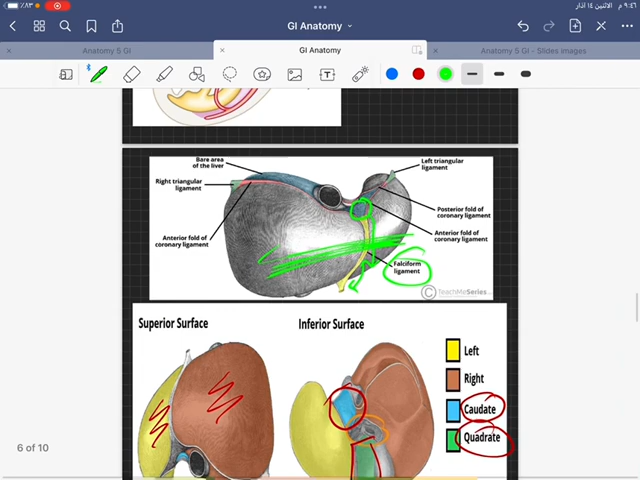 ٨٣٪
٩:٤٦ م الاثنين ١٤ آذار
GI Anatomy
Anatomy 5 GI
GI Anatomy
Anatomy 5 GI - Slides images
Bare area
of the liver
Left triangular
ligament
Right triangular
ligament
Posterior fold of
coronary ligament
Anterior fold of
coronary ligament
Anterior fold of
coronary ligament
Falciform
ligament
© TeachMeSeries
Superior Surface
Inferior Surface
Left
Right
Caudate
Quadrate
6 of 10